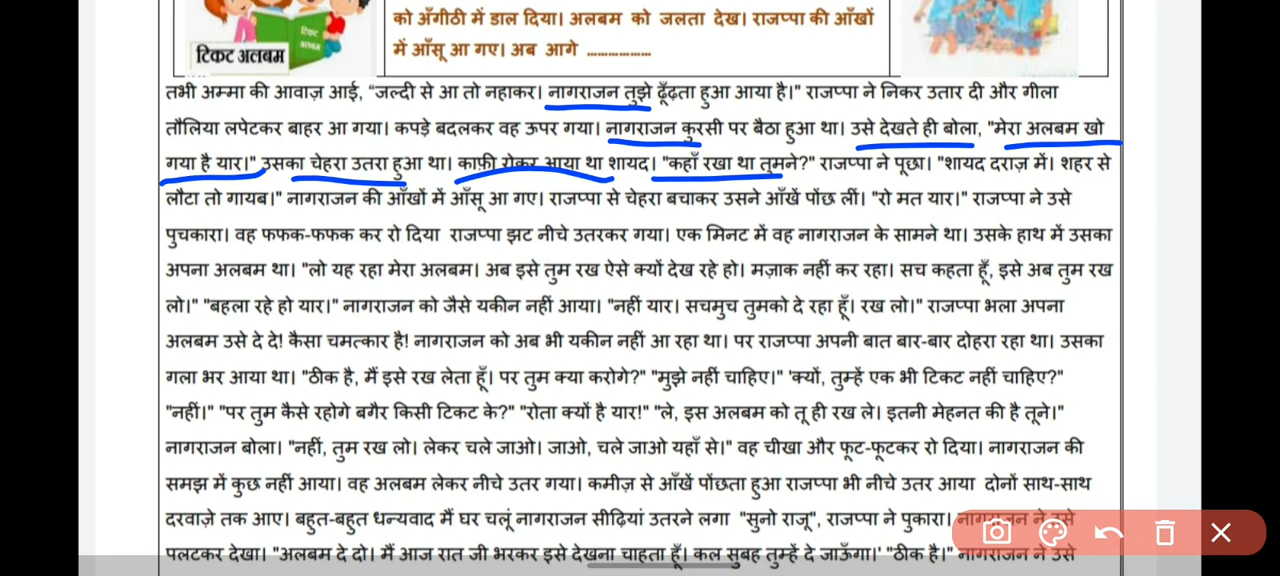 को अँगीठी में डाल दिया। अलबम को जलता देख। राजप्पा की आँखों
में आँसू आ गए। अब आगे ..................
टिकट
अलबम
टिकट अलबम
तभी अम्मा की आवाज़ आई, "जल्दी से आ तो नहाकर। नागराजन तुझे ढूँढ़ता हुआ आया है।" राजप्पा ने निकर उतार दी और गीला
तौलिया लपेटकर बाहर आ गया। कपड़े बदलकर वह ऊपर गया। नागराजन कुरसी पर बैठा हुआ था। उसे देखते ही बोला, "मेरा अलबम खो
गया है यार।" उसका चेहरा उतरा हुआ था। काफ़ी रोकर आया था शायद। "कहाँ रखा था तुमने?" राजप्पा ने पूछा। "शायद दराज़ में। शहर से
लौटा तो गायब।" नागराजन की आँखों में आँसू आ गए। राजप्पा से चेहरा बचाकर उसने आँखें पोंछ लीं। "रो मत यार।" राजप्पा ने उसे
पुचकारा। वह फफक-फफक कर रो दिया राजप्पा झट नीचे उतरकर गया। एक मिनट में वह नागराजन के सामने था। उसके हाथ में उसका
अपना अलबम था। "लो यह रहा मेरा अलबम। अब इसे तुम रख ऐसे क्यों देख रहे हो। मज़ाक नहीं कर रहा। सच कहता हूँ, इसे अब तुम रख
लो।" "बहला रहे हो यार।" नागराजन को जैसे यकीन नहीं आया। "नहीं यार। सचमुच तुमको दे रहा हूँ। रख लो।" राजप्पा भला अपना
अलबम उसे दे दे! कैसा चमत्कार है! नागराजन को अब भी यकीन नहीं आ रहा था। पर राजप्पा अपनी बात बार-बार दोहरा रहा था। उसका
गला भर आया था। "ठीक है, मैं इसे रख लेता हूँ। पर तुम क्या करोगे?" "मुझे नहीं चाहिए।" 'क्यों, तुम्हें एक भी टिकट नहीं चाहिए?"
"नहीं।" "पर तुम कैसे रहोगे बगैर किसी टिकट के?" "रोता क्यों है यार!" "ले, इस अलबम को तू ही रख ले। इतनी मेहनत की है तूने।"
नागराजन बोला। "नहीं, तुम रख लो। लेकर चले जाओ। जाओ, चले जाओ यहाँ से।" वह चीखा और फूट-फूटकर रो दिया। नागराजन की
समझ में कुछ नहीं आया। वह अलबम लेकर नीचे उतर गया। कमीज़ से आँखें पोंछता हुआ राजप्पा भी नीचे उतर आया दोनों साथ-साथ
दरवाज़े तक आए। बहुत-बहुत धन्यवाद मैं घर चलूं नागराजन सीढ़ियां उतरने लगा "सुनो राजू", राजप्पा ने पुकारा। नागराजन ने उसे
पलटकर देखा। "अलबम दे दो। मैं आज रात जी भरकर इसे देखना चाहता हूँ। कल सुबह तुम्हें दे जाऊँगा।' "ठीक है।" नागराजन ने उसे